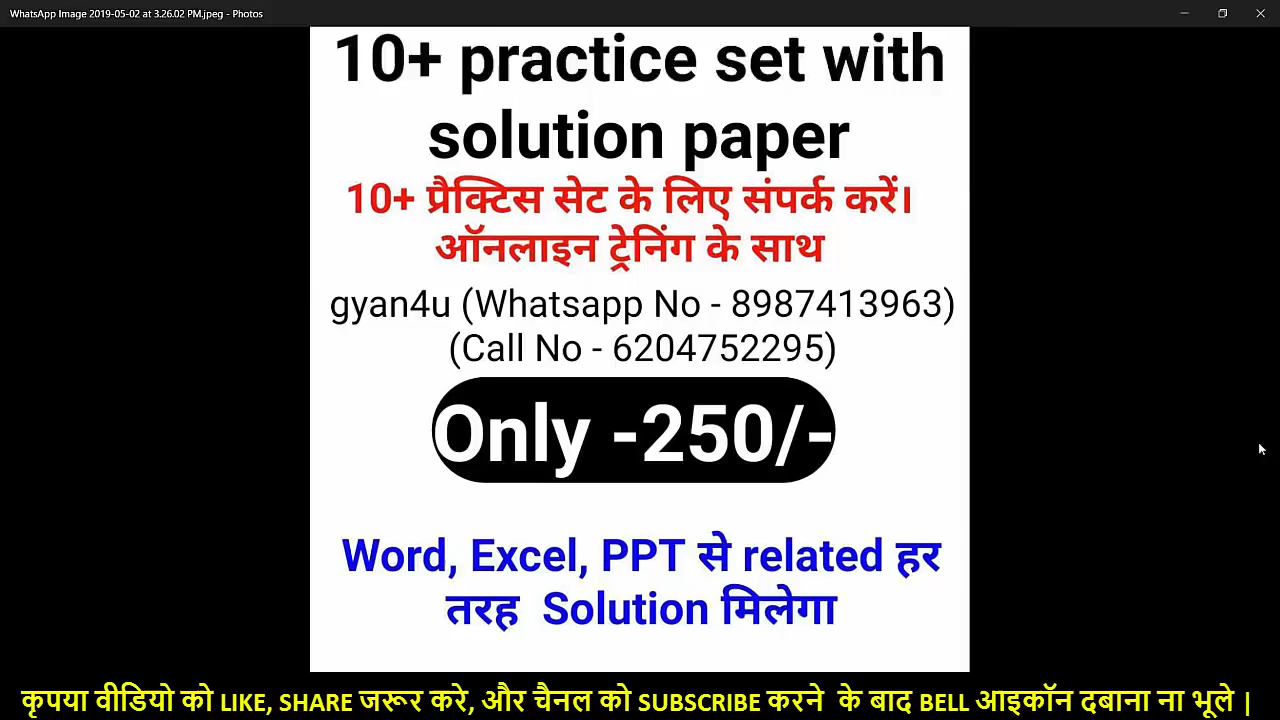 WhatsApp Image 2019-05-02 at 3.26.02 PM.jpeg - Photos
10+ practice set with
solution paper
10+ प्रैक्टिस सेट के लिए संपर्क करें।
ऑनलाइन ट्रेनिंग के साथ
gyan4u (Whatsapp No - 8987413963)
(Call No - 6204752295)
Only -250/-
Word, Excel, PPT से related हर
तरह Solution मिलेगा
कृपया वीडियो को LIKE, SHARE जरूर करे, और चैनल को SUBSCRIBE करने के बाद BELL आइकॉन दबाना ना भूले |